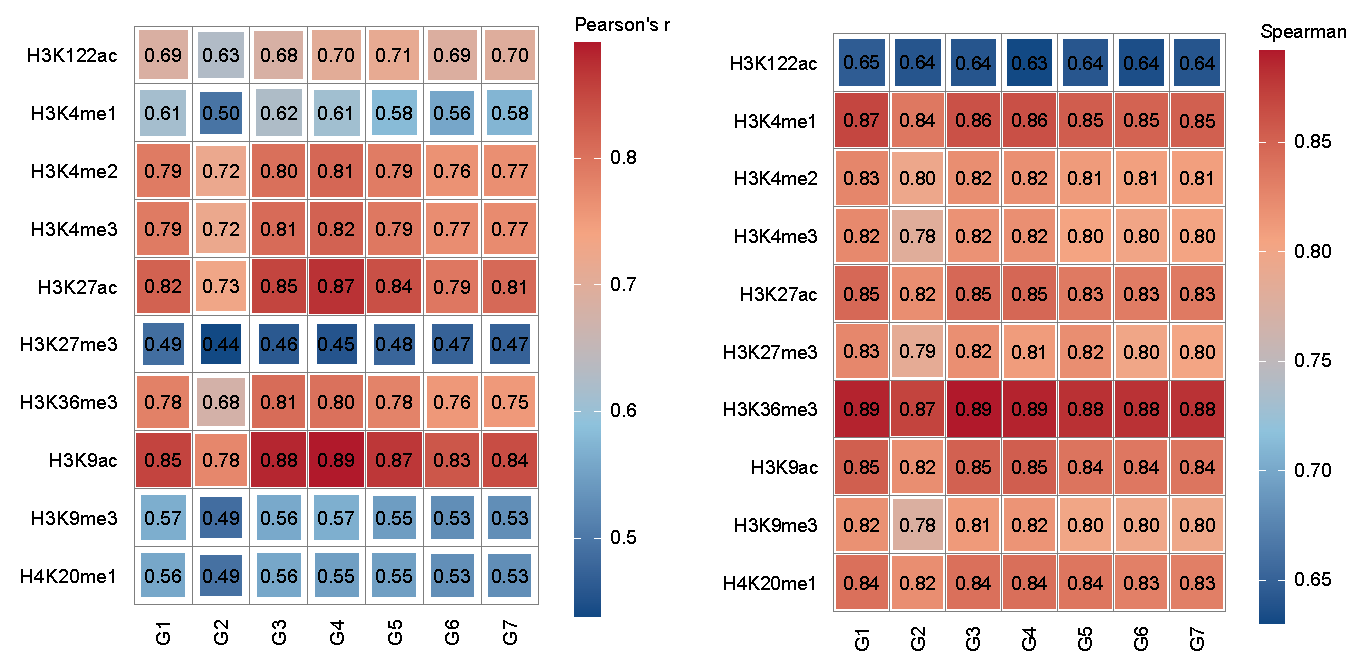 Pearson's r
H3K122ac 0.69 0.63 0.68 0.70 0.71 0.69 0.70
H3K4me1 0.61 0.50 0.62 0.61 0.58 0.56 0.58
H3K4me2 0.79 0.72 0.80 0.81 0.79 0.76 0.77
H3K4me3 0.79 0.72 0.81 0.82 0.79 0.77 0.77
H3K27ac 0.82 0.73 0.85 0.87 0.84 0.79 0.81
H3K27me3 0.49 0.44 0.46 0.45 0.48 0.47 0.47
H3K36me3 0.78 0.68 0.81 0.80 0.78 0.76 0.75
H3K9ac 0.85 0.78 0.88 0.89 0.87 0.83 0.84
H3K9me3 0.57 0.49 0.56 0.57 0.55 0.53 0.53
H4K20me1 0.56 0.49 0.56 0.55 0.55 0.53 0.53
G1 G2 G3 G4 G5 G6 G7
0.8
0.7
0.6
0.5
Spearman
H3K122ac 0.65 0.64 0.64 0.63 0.64 0.64 0.64
H3K4me1 0.87 0.84 0.86 0.86 0.85 0.85 0.85
H3K4me2 0.83 0.80 0.82 0.82 0.81 0.81 0.81
H3K4me3 0.82 0.78 0.82 0.82 0.80 0.80 0.80
H3K27ac 0.85 0.82 0.85 0.85 0.83 0.83 0.83
H3K27me3 0.83 0.79 0.82 0.81 0.82 0.80 0.80
H3K36me3 0.89 0.87 0.89 0.89 0.88 0.88 0.88
H3K9ac 0.85 0.82 0.85 0.85 0.84 0.84 0.84
H3K9me3 0.82 0.78 0.81 0.82 0.80 0.80 0.80
H4K20me1 0.84 0.82 0.84 0.84 0.84 0.83 0.83
G1 G2 G3 G4 G5 G6 G7
0.85
0.80
0.75
0.70
0.65